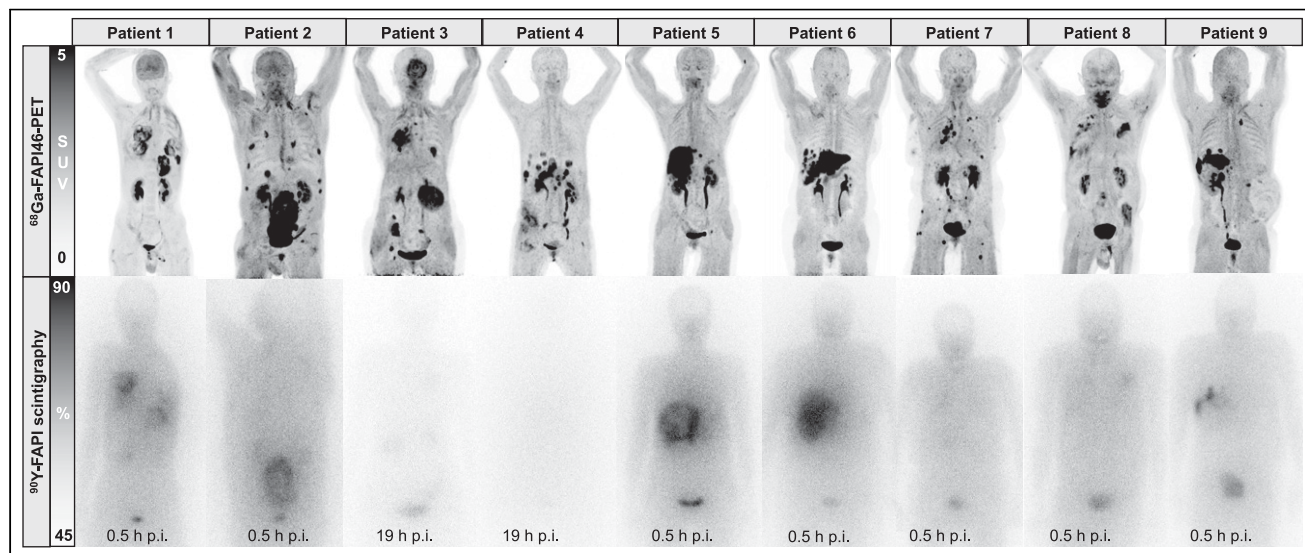 Patient 1 Patient 2 Patient 3 Patient 4 Patient 5 Patient 6 Patient 7 Patient 8 Patient 9
⁶⁸Ga-FAPI46-PET
5
SUV
0
⁹⁰Y-FAPI scintigraphy
90
%
45
0.5 h p.i. 0.5 h p.i. 19 h p.i. 19 h p.i. 0.5 h p.i. 0.5 h p.i. 0.5 h p.i. 0.5 h p.i. 0.5 h p.i.